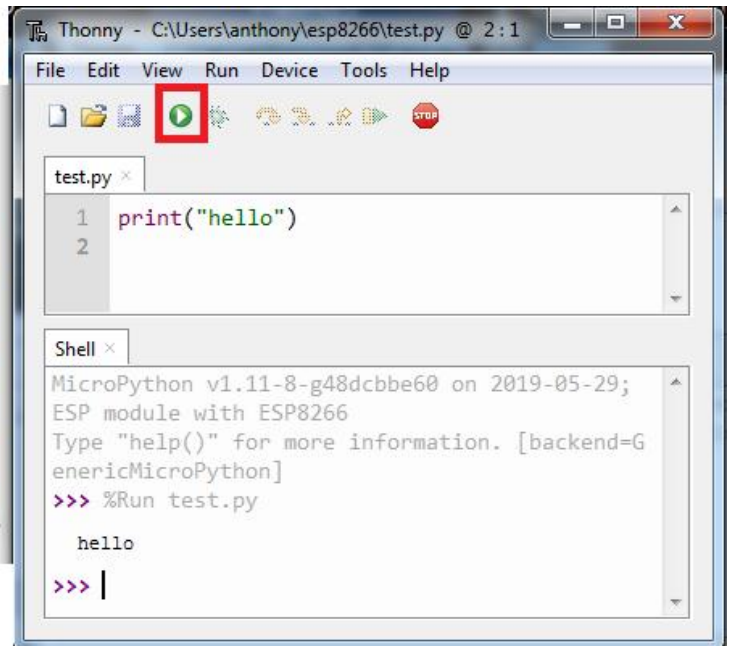 Thonny - C:\Users\anthony\esp8266\test.py @ 2:1
File Edit View Run Device Tools Help
STOP
test.py
1 print("hello")
2
Shell
MicroPython v1.11-8-g48dcbbe60 on 2019-05-29;
ESP module with ESP8266
Type "help()" for more information. [backend=G
enericMicroPython]
>>> %Run test.py
hello
>>>